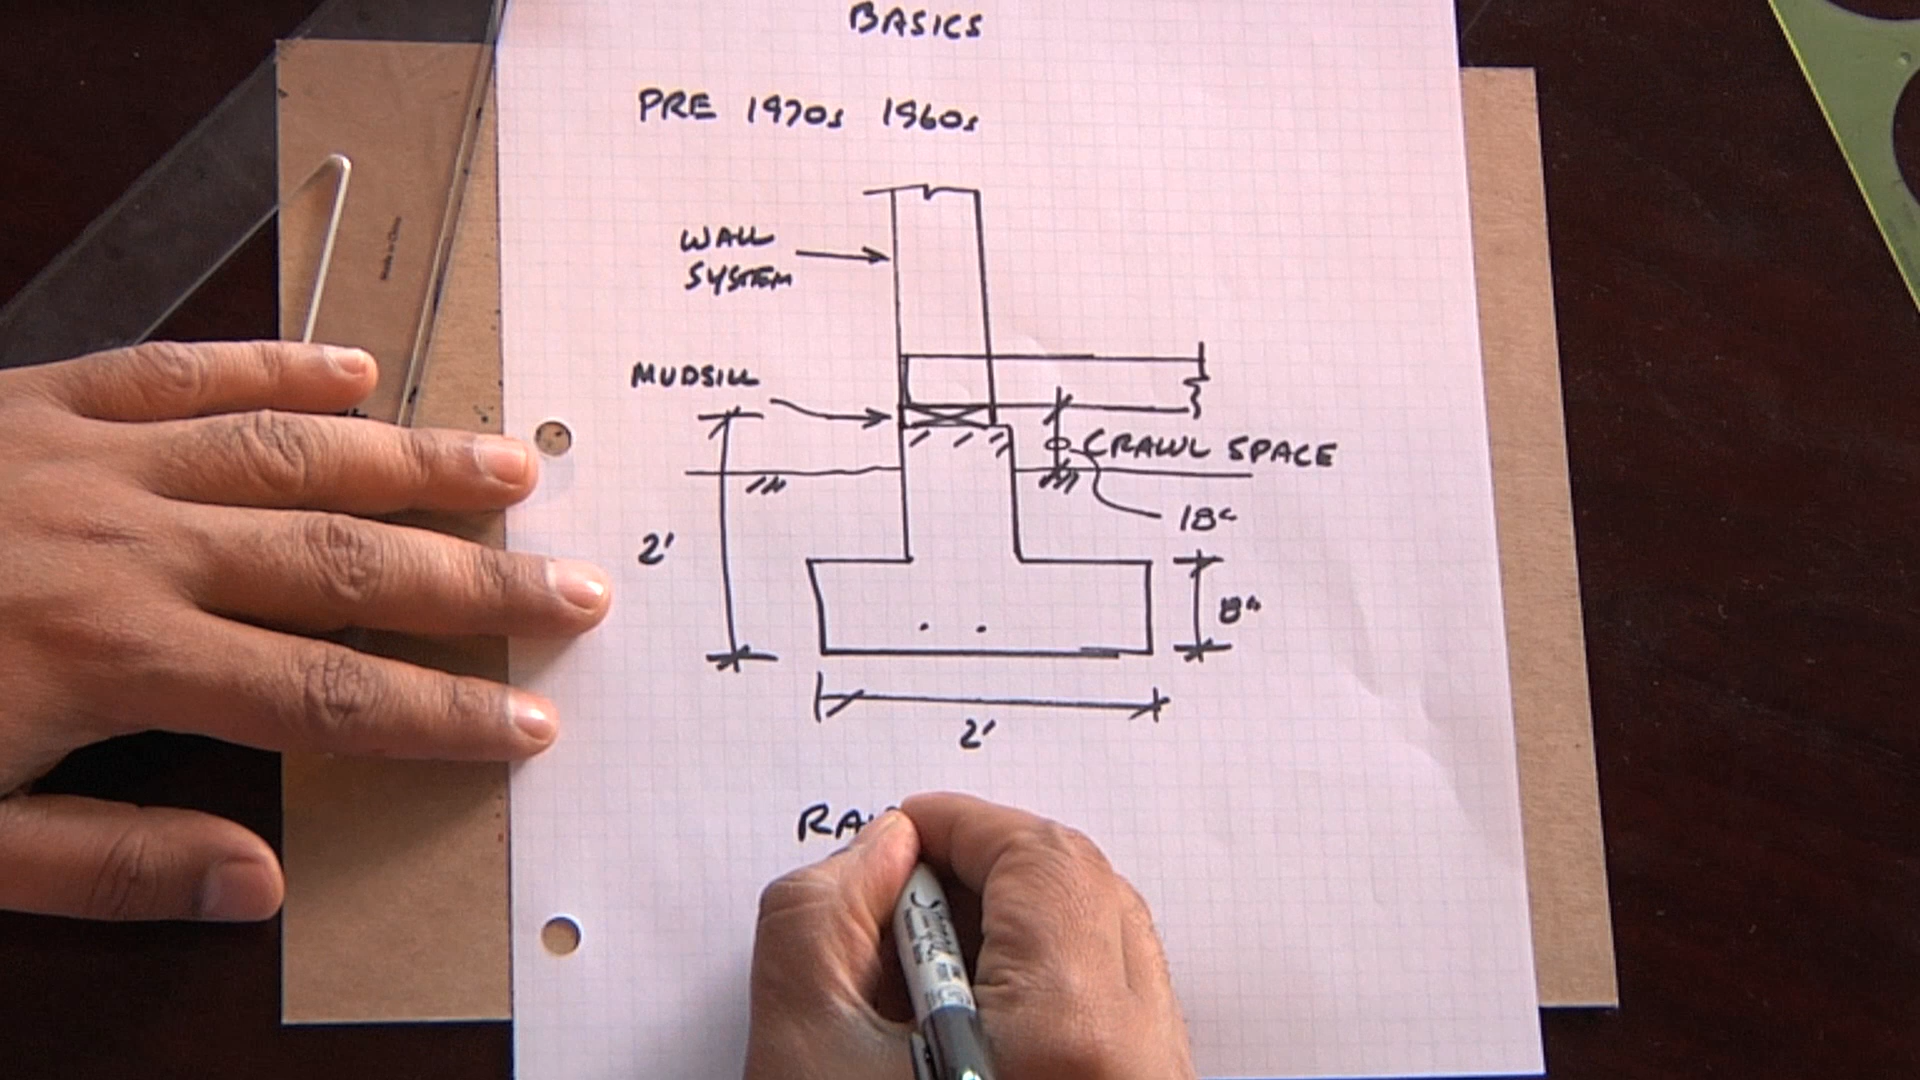 BASICS
PRE 1970s 1960s
WALL
SYSTEM
MUDSILL
CRAWL SPACE
18"
2'
8"
2'